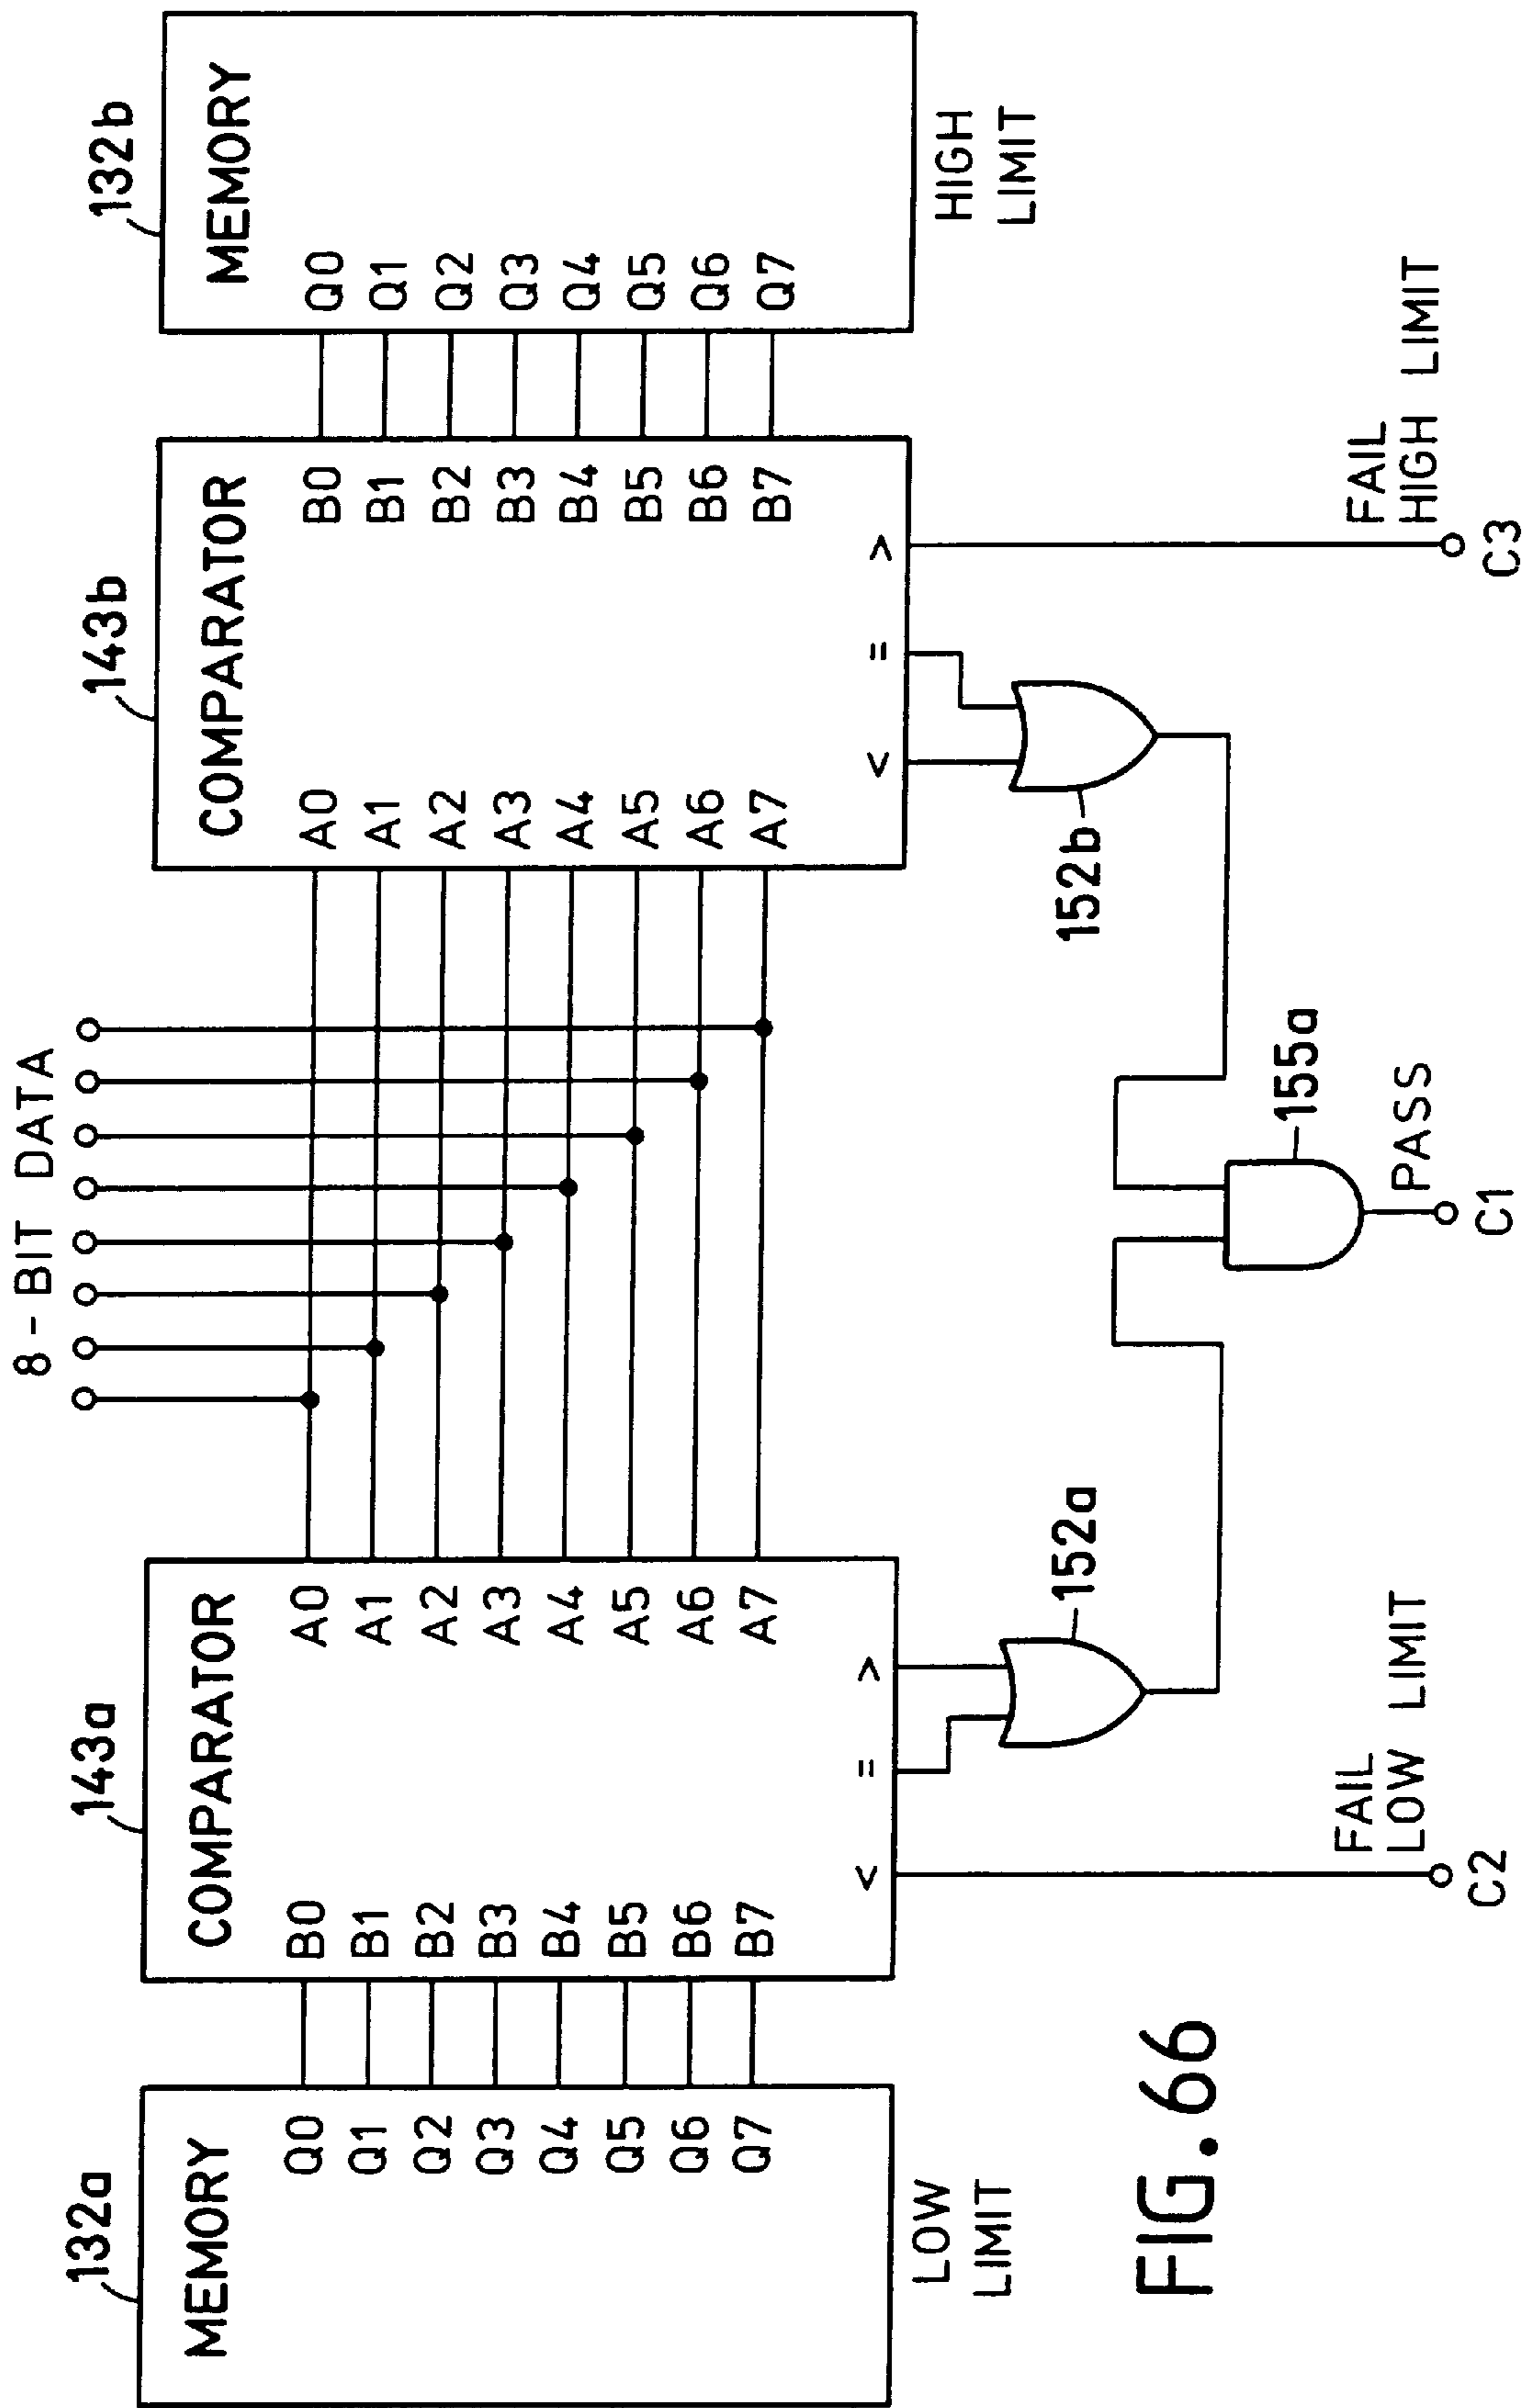 8-BIT DATA
132a
143a
143b
132b
MEMORY
Q0
Q1
Q2
Q3
Q4
Q5
Q6
Q7
LOW
LIMIT
COMPARATOR
B0 A0
B1 A1
B2 A2
B3 A3
B4 A4
B5 A5
B6 A6
B7 A7
< = >
COMPARATOR
A0 B0
A1 B1
A2 B2
A3 B3
A4 B4
A5 B5
A6 B6
A7 B7
< = >
MEMORY
Q0
Q1
Q2
Q3
Q4
Q5
Q6
Q7
HIGH
LIMIT
152a
152b
155a
FAIL
LOW LIMIT
C2
PASS
C1
FAIL
HIGH LIMIT
C3
FIG. 66